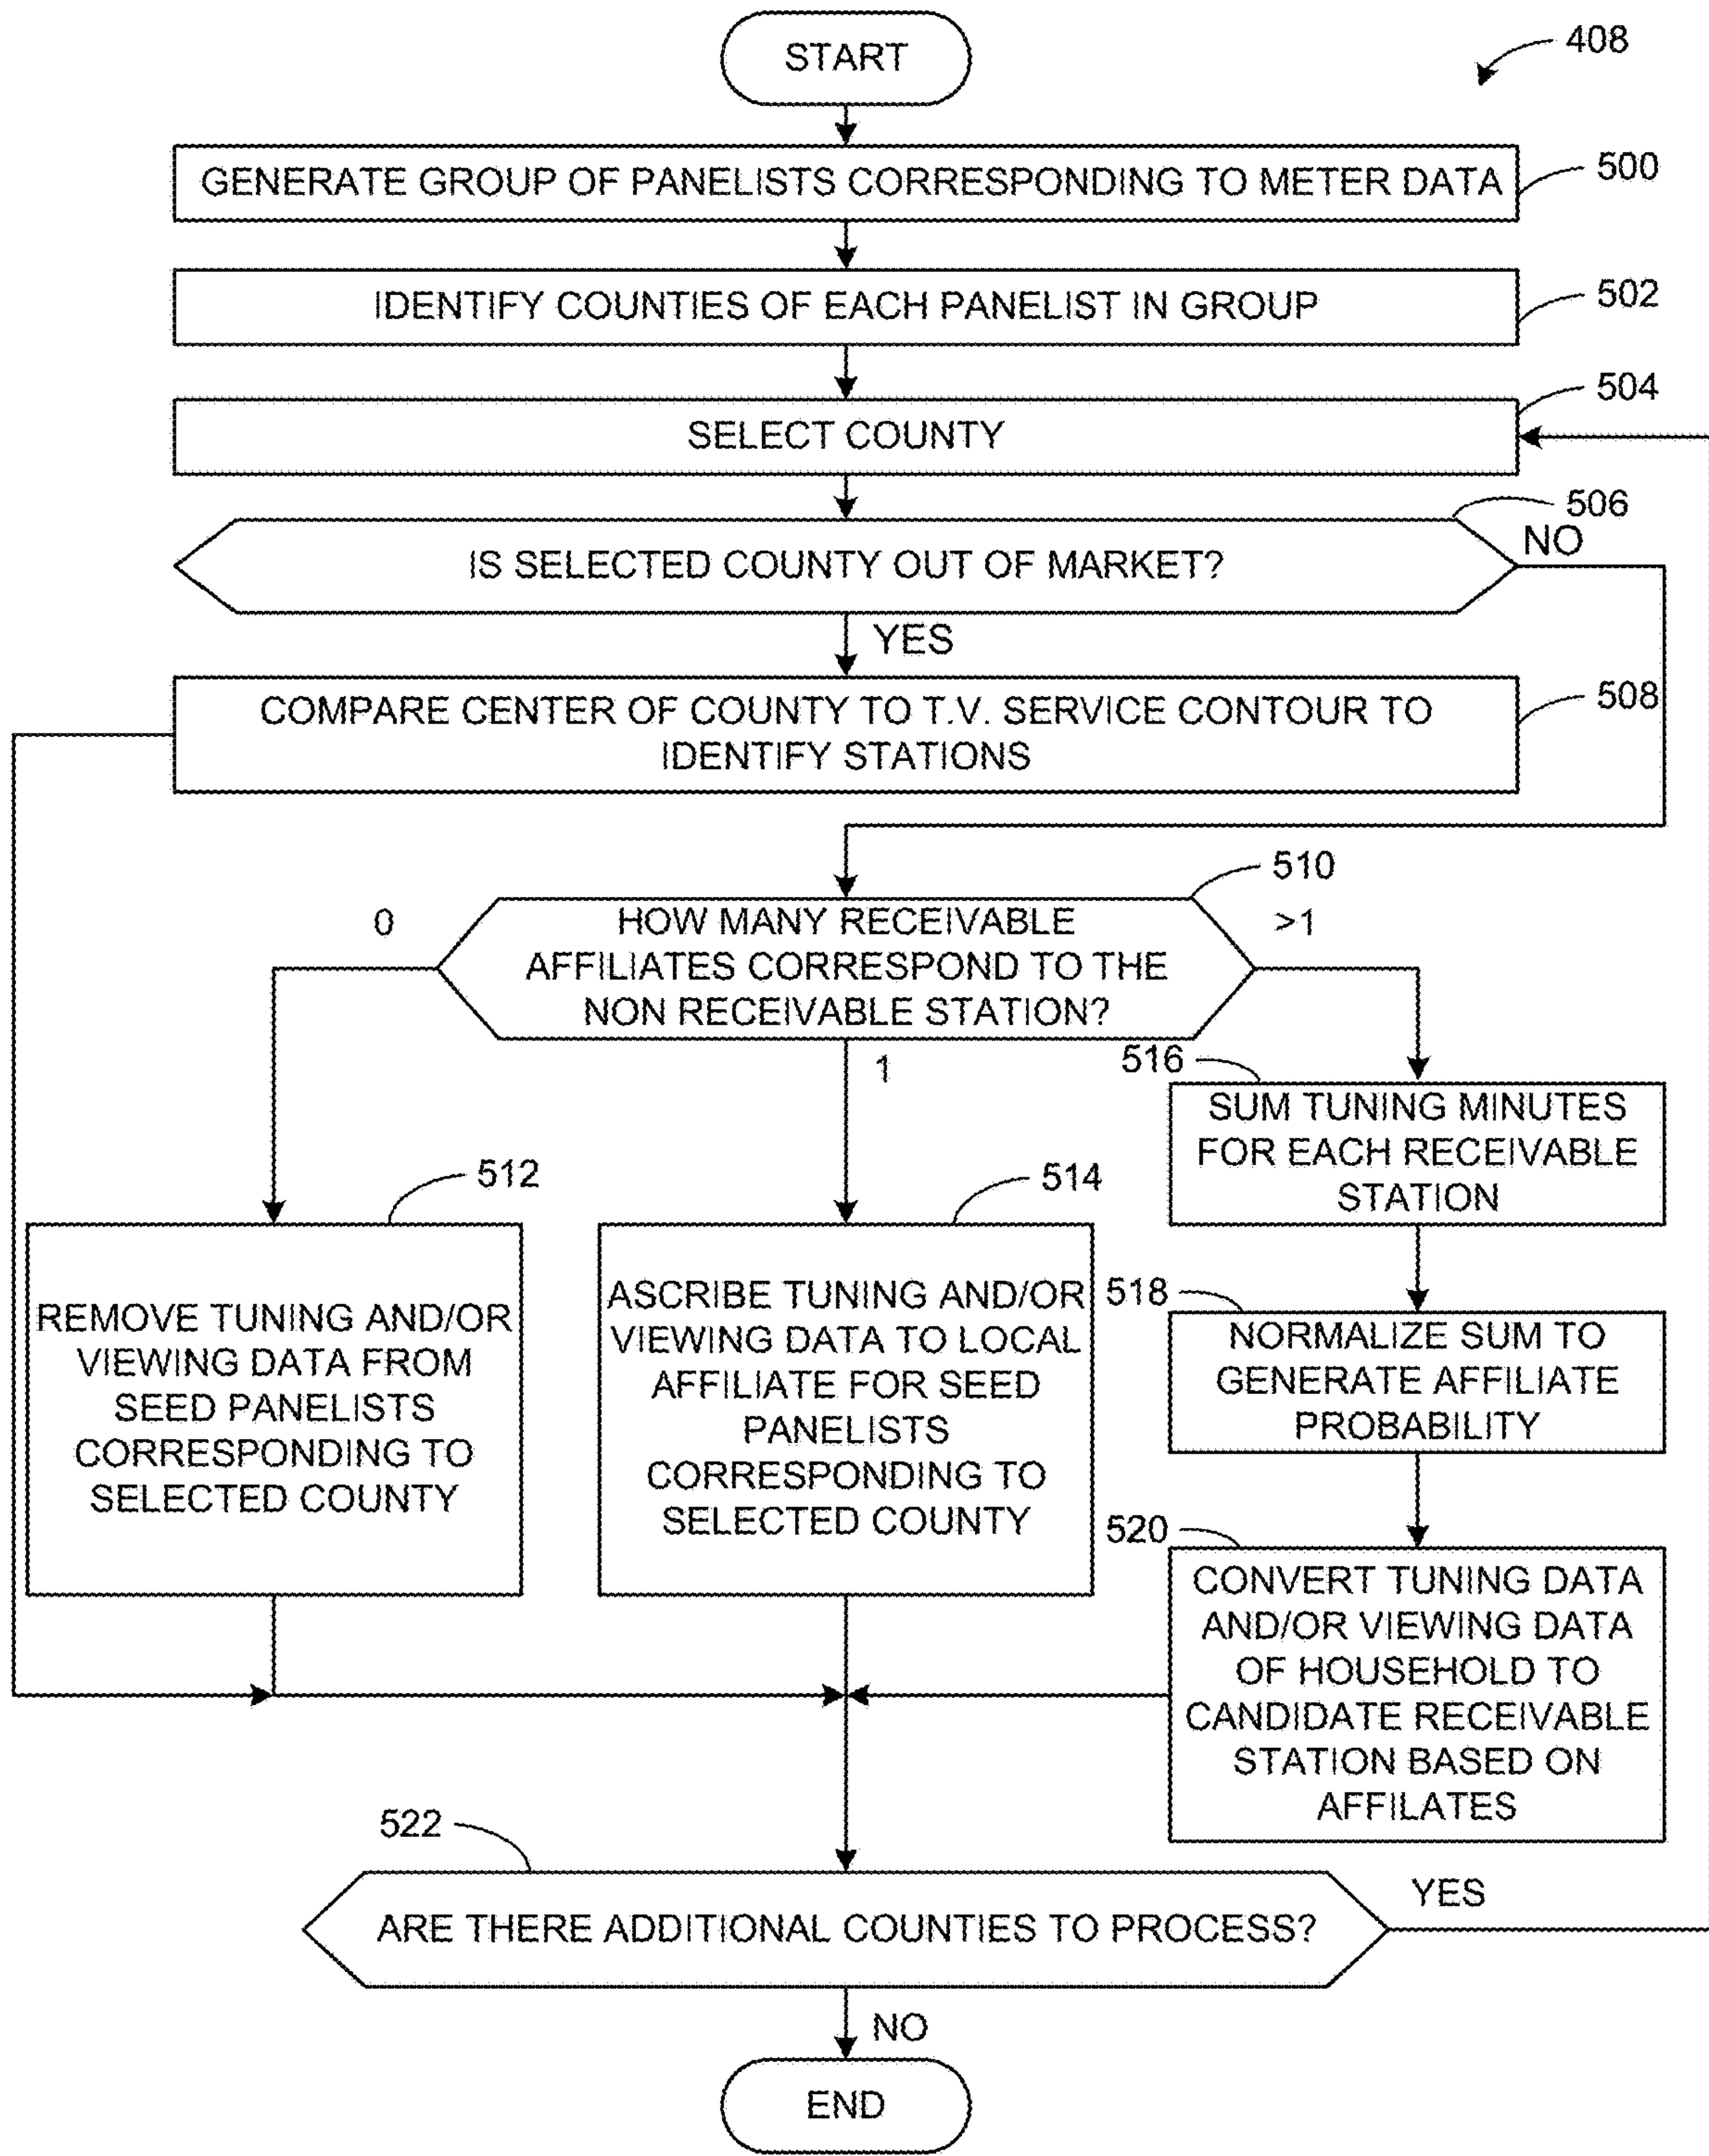 START
408
GENERATE GROUP OF PANELISTS CORRESPONDING TO METER DATA
500
IDENTIFY COUNTIES OF EACH PANELIST IN GROUP
502
SELECT COUNTY
504
IS SELECTED COUNTY OUT OF MARKET?
506
NO
YES
COMPARE CENTER OF COUNTY TO T.V. SERVICE CONTOUR TO
IDENTIFY STATIONS
508
510
HOW MANY RECEIVABLE
AFFILIATES CORRESPOND TO THE
NON RECEIVABLE STATION?
0
1
>1
512
REMOVE TUNING AND/OR
VIEWING DATA FROM
SEED PANELISTS
CORRESPONDING TO
SELECTED COUNTY
514
ASCRIBE TUNING AND/OR
VIEWING DATA TO LOCAL
AFFILIATE FOR SEED
PANELISTS
CORRESPONDING TO
SELECTED COUNTY
516
SUM TUNING MINUTES
FOR EACH RECEIVABLE
STATION
518
NORMALIZE SUM TO
GENERATE AFFILIATE
PROBABILITY
520
CONVERT TUNING DATA
AND/OR VIEWING DATA
OF HOUSEHOLD TO
CANDIDATE RECEIVABLE
STATION BASED ON
AFFILATES
522
ARE THERE ADDITIONAL COUNTIES TO PROCESS?
YES
NO
END